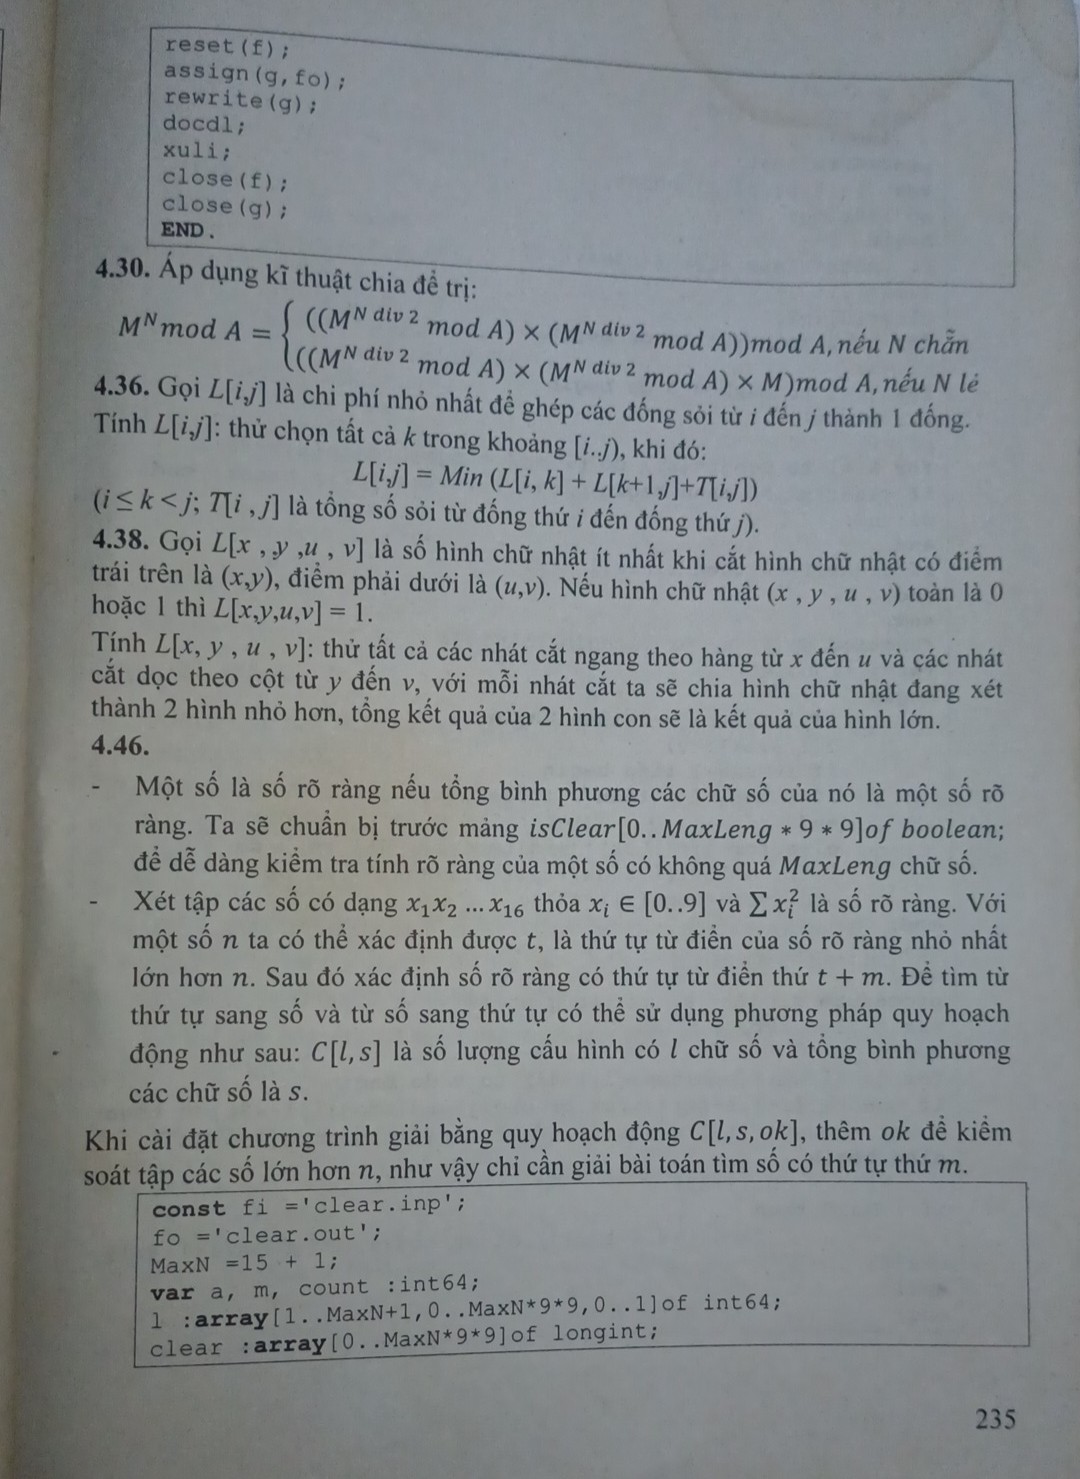 reset(f);
assign(g,fo);
rewrite(g);
docdl;
xuli;
close(f);
close(g);
END.
4.30. Áp dụng kĩ thuật chia để trị:
M^N mod A = { ((M^{N div 2} mod A) × (M^{N div 2} mod A))mod A, nếu N chẵn
((M^{N div 2} mod A) × (M^{N div 2} mod A) × M)mod A, nếu N lẻ
4.36. Gọi L[i,j] là chi phí nhỏ nhất để ghép các đống sỏi từ i đến j thành 1 đống.
Tính L[i,j]: thử chọn tất cả k trong khoảng [i..j), khi đó:
L[i,j] = Min (L[i, k] + L[k+1,j]+T[i,j])
(i ≤ k < j; T[i , j] là tổng số sỏi từ đống thứ i đến đống thứ j).
4.38. Gọi L[x , y ,u , v] là số hình chữ nhật ít nhất khi cắt hình chữ nhật có điểm
trái trên là (x,y), điểm phải dưới là (u,v). Nếu hình chữ nhật (x , y , u , v) toàn là 0
hoặc 1 thì L[x,y,u,v] = 1.
Tính L[x, y , u , v]: thử tất cả các nhát cắt ngang theo hàng từ x đến u và các nhát
cắt dọc theo cột từ y đến v, với mỗi nhát cắt ta sẽ chia hình chữ nhật đang xét
thành 2 hình nhỏ hơn, tổng kết quả của 2 hình con sẽ là kết quả của hình lớn.
4.46.
- Một số là số rõ ràng nếu tổng bình phương các chữ số của nó là một số rõ
ràng. Ta sẽ chuẩn bị trước mảng isClear[0..MaxLeng * 9 * 9]of boolean;
để dễ dàng kiểm tra tính rõ ràng của một số có không quá MaxLeng chữ số.
- Xét tập các số có dạng x₁x₂ ... x₁₆ thỏa xᵢ ∈ [0..9] và ∑ xᵢ² là số rõ ràng. Với
một số n ta có thể xác định được t, là thứ tự từ điển của số rõ ràng nhỏ nhất
lớn hơn n. Sau đó xác định số rõ ràng có thứ tự từ điển thứ t + m. Để tìm từ
thứ tự sang số và từ số sang thứ tự có thể sử dụng phương pháp quy hoạch
động như sau: C[l, s] là số lượng cấu hình có l chữ số và tổng bình phương
các chữ số là s.
Khi cài đặt chương trình giải bằng quy hoạch động C[l, s, ok], thêm ok để kiểm
soát tập các số lớn hơn n, như vậy chỉ cần giải bài toán tìm số có thứ tự thứ m.
const fi ='clear.inp';
fo ='clear.out';
MaxN =15 + 1;
var a, m, count :int64;
l :array[1..MaxN+1,0..MaxN*9*9,0..1]of int64;
clear :array[0..MaxN*9*9]of longint;
235